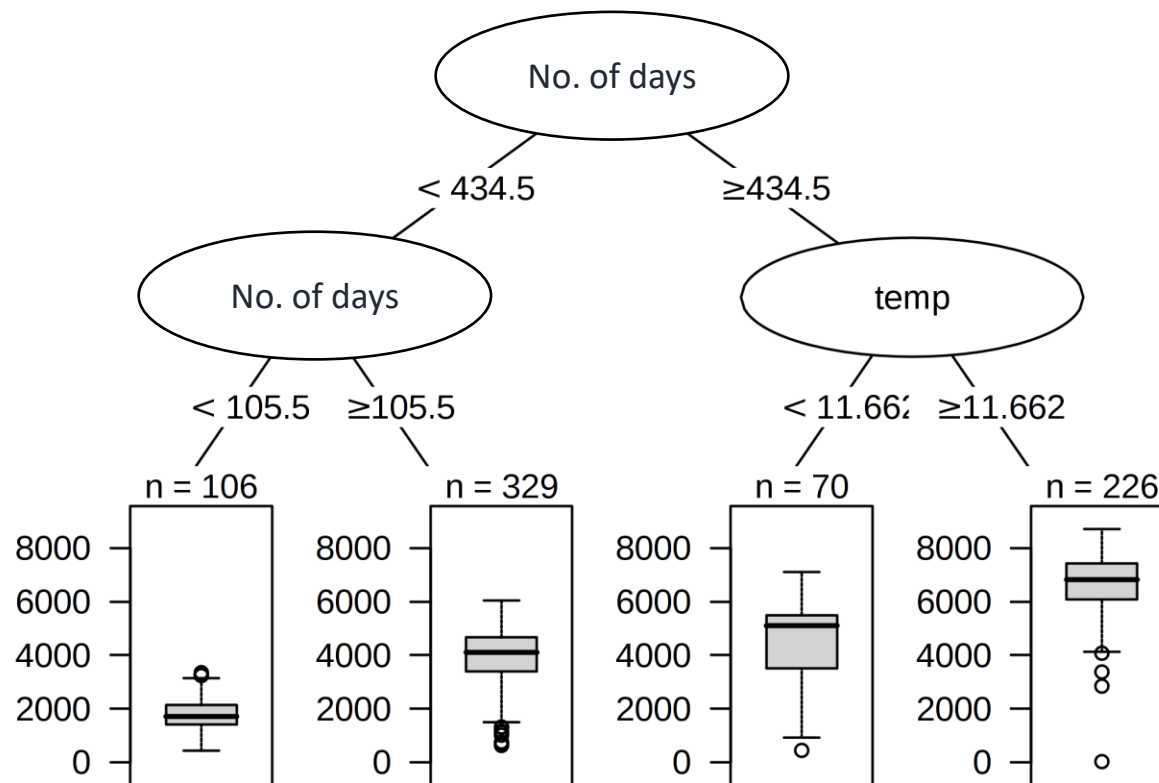 No. of days
< 434.5 ≥434.5
No. of days temp
< 105.5 ≥105.5 < 11.662 ≥11.662
n = 106 n = 329 n = 70 n = 226
8000 8000 8000 8000
6000 6000 6000 6000
4000 4000 4000 4000
2000 2000 2000 2000
0 0 0 0